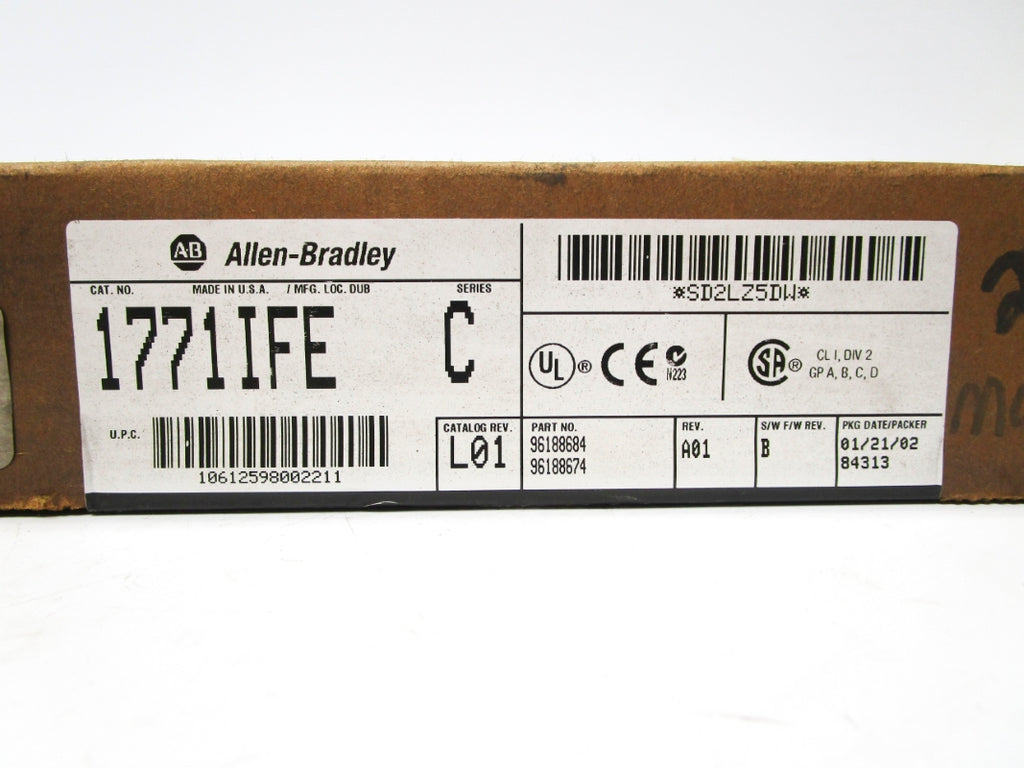 AB Allen-Bradley
CAT. NO. MADE IN U.S.A. / MFG. LOC. DUB SERIES
1771IFE C
U.P.C.
10612598002211
CATALOG REV.
L01
*SD2LZ5DW*
UL ® CE N223
SA ® CL I, DIV 2
GP A, B, C, D
PART NO.
96188684
96188674
REV.
A01
S/W F/W REV.
B
PKG DATE/PACKER
01/21/02
84313